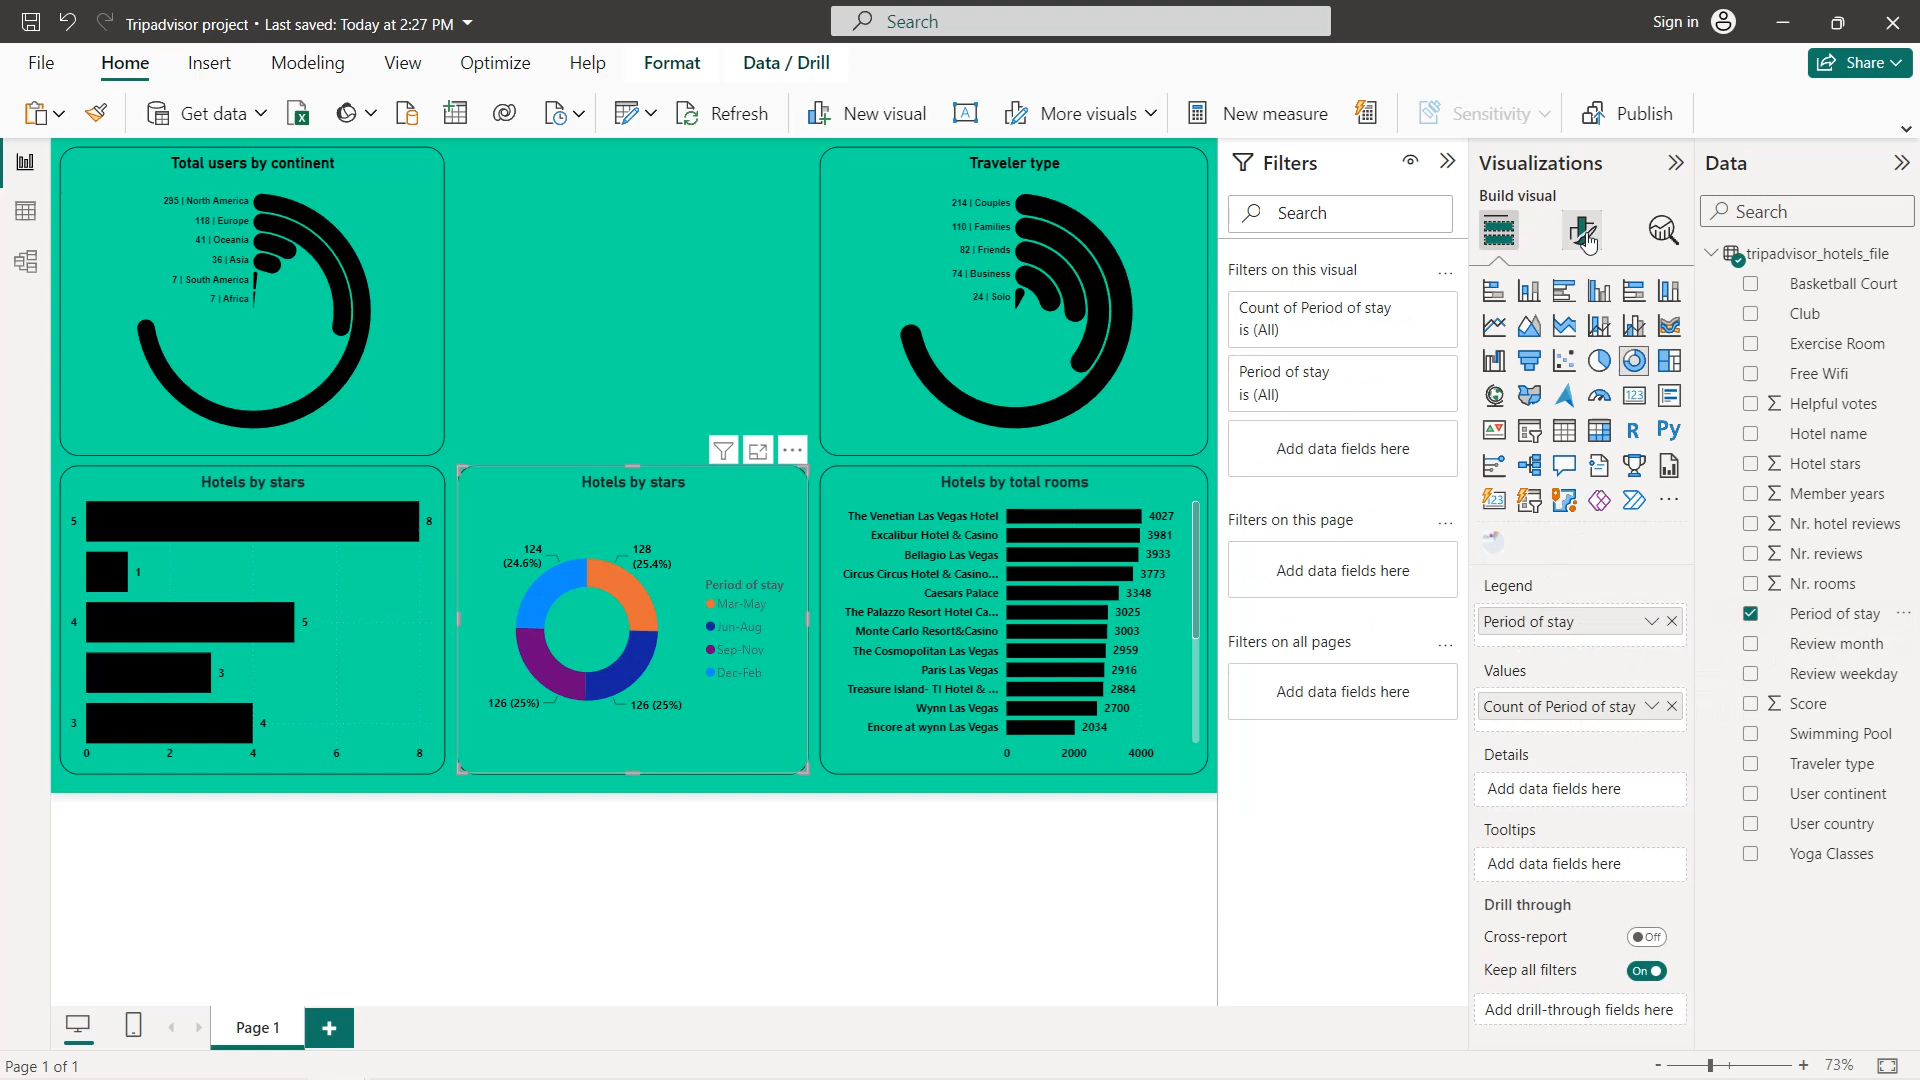 Tripadvisor project • Last saved: Today at 2:27 PM
Search
Sign in
File
Home
Insert
Modeling
View
Optimize
Help
Format
Data / Drill
Share
Get data
Refresh
New visual
More visuals
New measure
Sensitivity
Publish
Total users by continent
295 | North America
118 | Europe
41 | Oceania
36 | Asia
7 | South America
7 | Africa
Traveler type
214 | Couples
110 | Families
82 | Friends
74 | Business
24 | Solo
Hotels by stars
5
8
1
4
5
3
3
4
0
2
4
6
8
Hotels by stars
124
(24.6%)
128
(25.4%)
126 (25%)
126 (25%)
Period of stay
Mar-May
Jun-Aug
Sep-Nov
Dec-Feb
Hotels by total rooms
The Venetian Las Vegas Hotel 4027
Excalibur Hotel & Casino 3981
Bellagio Las Vegas 3933
Circus Circus Hotel & Casino... 3773
Caesars Palace 3348
The Palazzo Resort Hotel Ca... 3025
Monte Carlo Resort&Casino 3003
The Cosmopolitan Las Vegas 2959
Paris Las Vegas 2916
Treasure Island- TI Hotel & ... 2884
Wynn Las Vegas 2700
Encore at wynn Las Vegas 2034
0
2000
4000
Filters
Search
Filters on this visual
...
Count of Period of stay
is (All)
Period of stay
is (All)
Add data fields here
Filters on this page
...
Add data fields here
Filters on all pages
...
Add data fields here
Visualizations
Build visual
123
R
Py
123
...
Legend
Period of stay
Values
Count of Period of stay
Details
Add data fields here
Tooltips
Add data fields here
Drill through
Cross-report
Off
Keep all filters
On
Add drill-through fields here
Data
Search
tripadvisor_hotels_file
Basketball Court
Club
Exercise Room
Free Wifi
Σ Helpful votes
Hotel name
Σ Hotel stars
Σ Member years
Σ Nr. hotel reviews
Σ Nr. reviews
Σ Nr. rooms
Period of stay
...
Review month
Review weekday
Σ Score
Swimming Pool
Traveler type
User continent
User country
Yoga Classes
Page 1
+
Page 1 of 1
-
+
73%